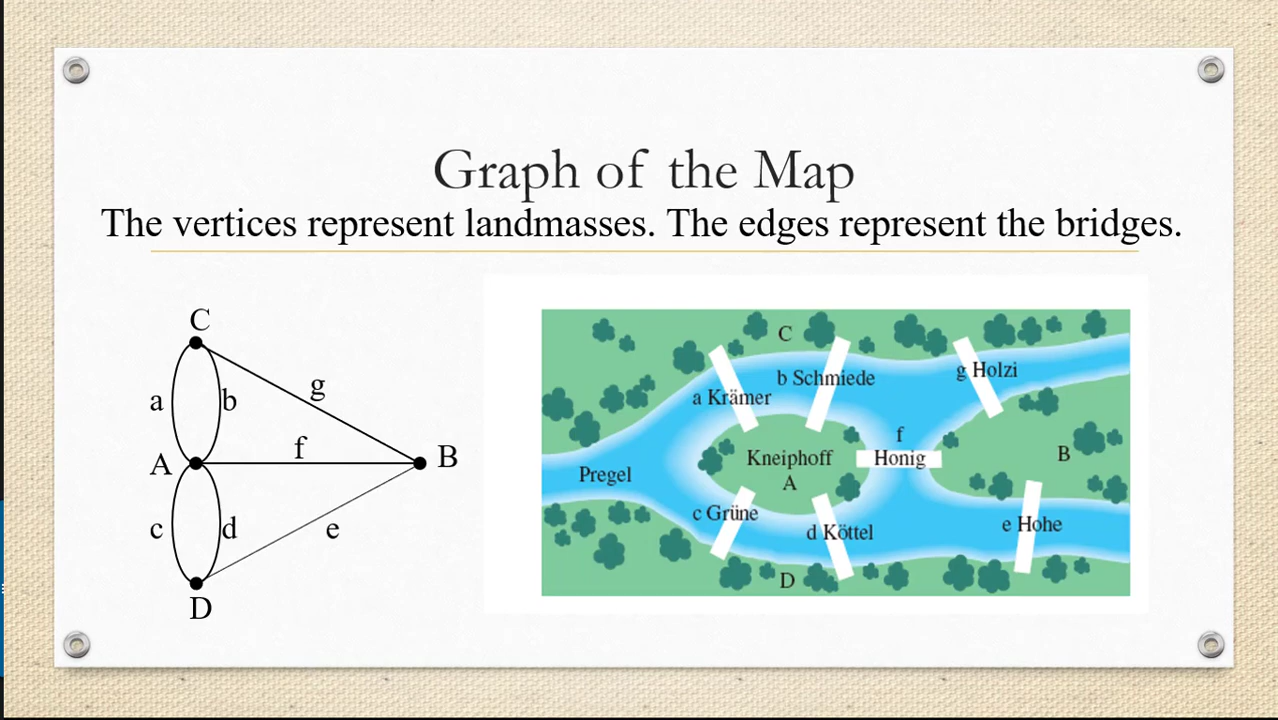 Graph of the Map
The vertices represent landmasses. The edges represent the bridges.
C
a
b
g
A
f
B
c
d
e
D
C
b Schmiede
g Holzi
a Krämer
f
Kneiphoff
Honig
B
Pregel
A
c Grüne
d Köttel
e Hohe
D